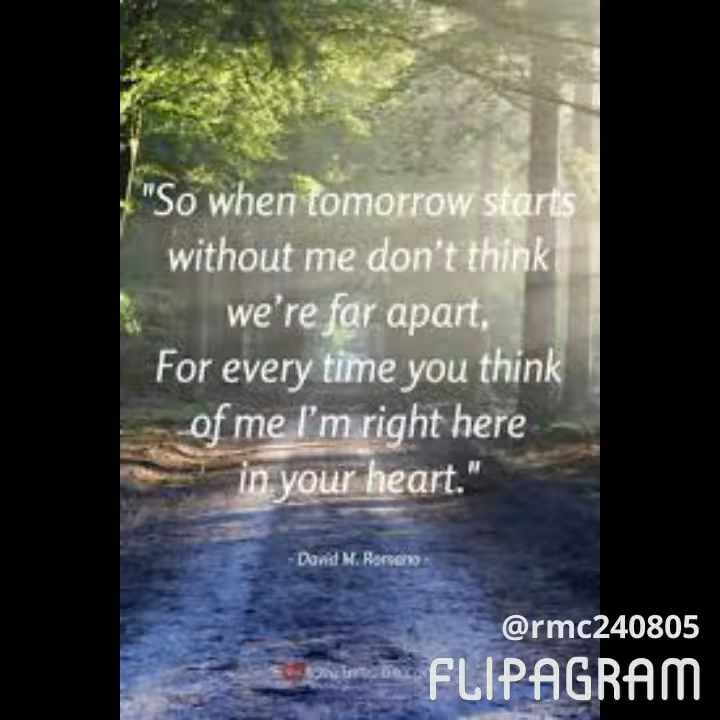 "So when tomorrow starts
without me don't think
we're far apart,
For every time you think
of me I'm right here
in your heart."
- David M. Romano -
@rmc240805
FLIPAGRAM